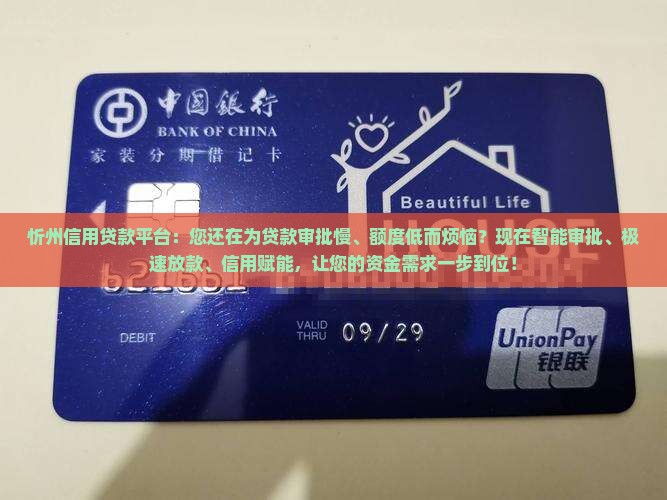 中国银行
BANK OF CHINA
家装分期借记卡
Beautiful Life
HOUSE
忻州信用贷款平台：您还在为贷款审批慢、额度低而烦恼？现在智能审批、极
速放款、信用赋能，让您的资金需求一步到位！
DEBIT
VALID
THRU
09/29
UnionPay
银联